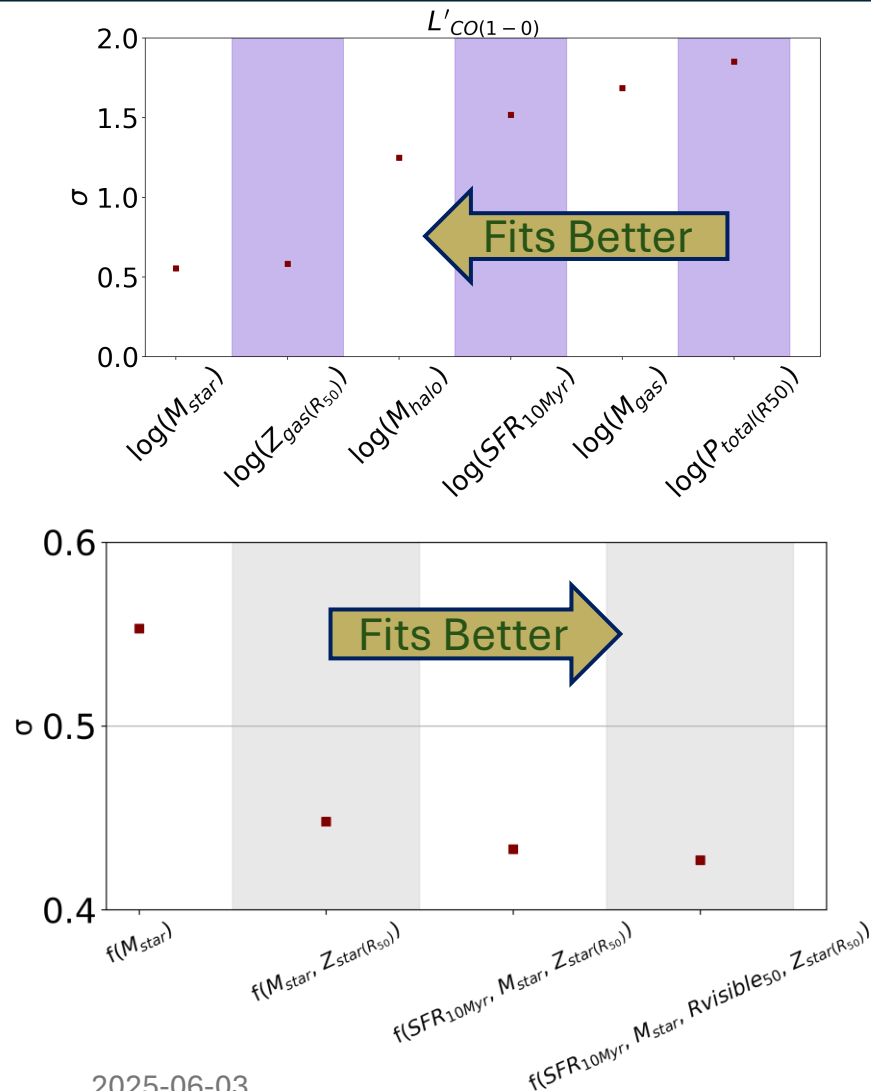 L′CO(1−0)
2.0
1.5
1.0
0.5
0.0
σ
Fits Better
log(Mstar)
log(Zgas(R50))
log(Mhalo)
log(SFR10Myr)
log(Mgas)
log(Ptotal(R50))
0.6
0.5
0.4
σ
Fits Better
f(Mstar)
f(Mstar, Zstar(R50))
f(SFR10Myr, Mstar, Zstar(R50))
f(SFR10Myr, Mstar, Rvisible50, Zstar(R50))
2025-06-03